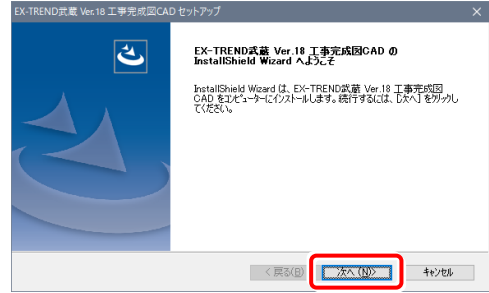 EX-TREND武蔵 Ver.18 工事完成図CAD セットアップ
EX-TREND武蔵 Ver.18 工事完成図CAD の
InstallShield Wizard へようこそ
InstallShield Wizard は、EX-TREND武蔵 Ver.18 工事完成図
CAD をコンピューターにインストールします。続行するには、[次へ] をクリックし
てください。
< 戻る(B)
次へ (N)>
キャンセル